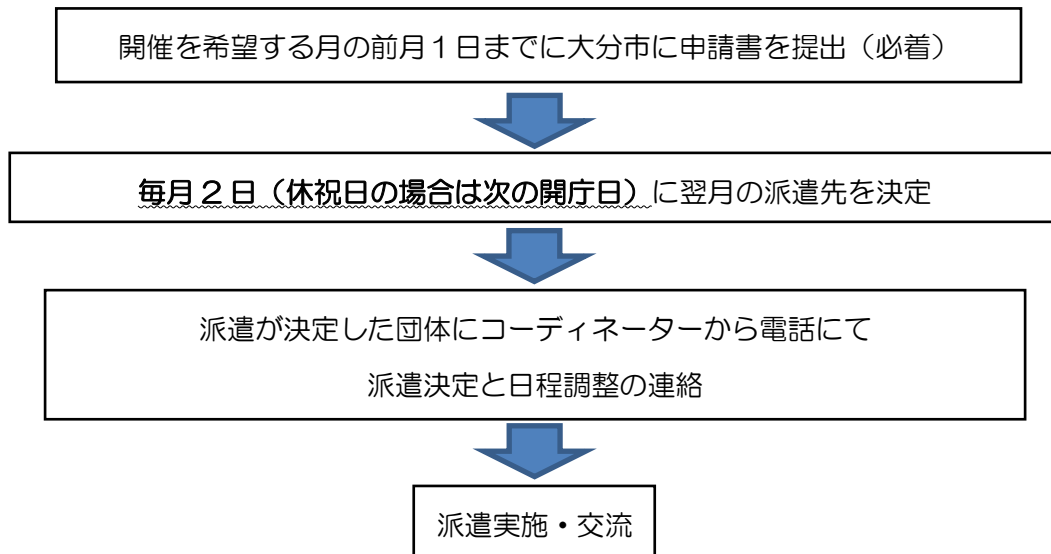 開催を希望する月の前月１日までに大分市に申請書を提出（必着）
毎月２日（休祝日の場合は次の開庁日）に翌月の派遣先を決定
派遣が決定した団体にコーディネーターから電話にて
派遣決定と日程調整の連絡
派遣実施・交流